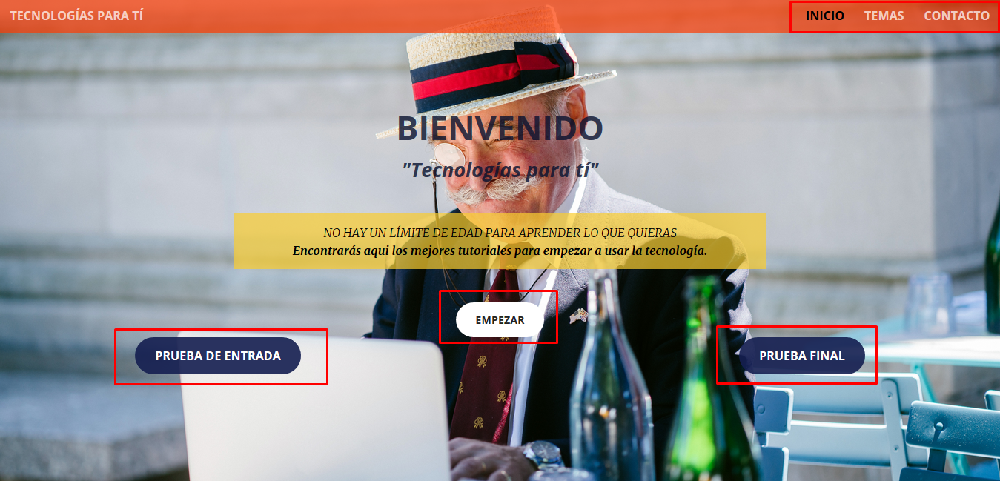 TECNOLOGÍAS PARA TÍ
INICIO TEMAS CONTACTO
BIENVENIDO
"Tecnologías para tí"
- NO HAY UN LÍMITE DE EDAD PARA APRENDER LO QUE QUIERAS -
Encontrarás aqui los mejores tutoriales para empezar a usar la tecnología.
EMPEZAR
PRUEBA DE ENTRADA
PRUEBA FINAL